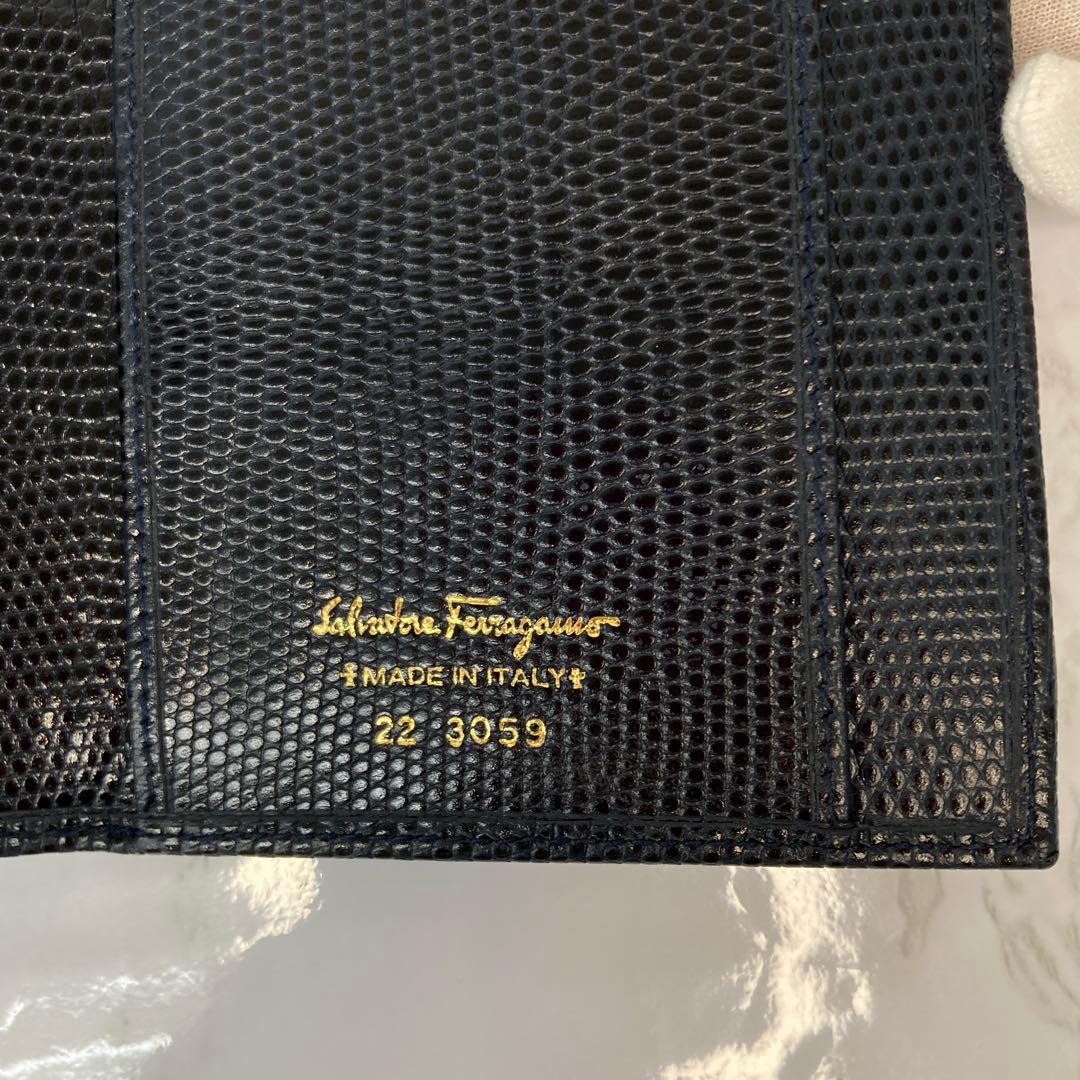 Salvatore Ferragamo
MADE IN ITALY
22 3059